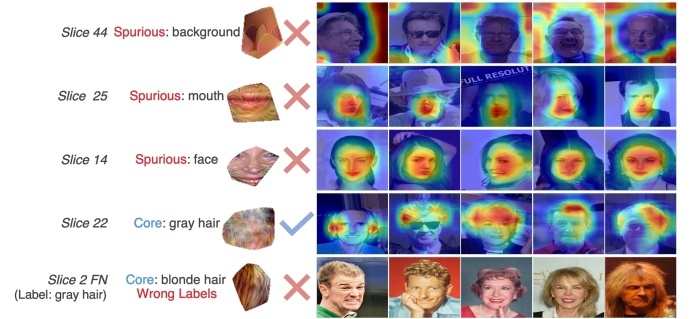 Slice 44 Spurious: background
Slice 25 Spurious: mouth
FULL RESOLUT
Slice 14 Spurious: face
Slice 22 Core: gray hair
Slice 2 FN Core: blonde hair
(Label: gray hair) Wrong Labels